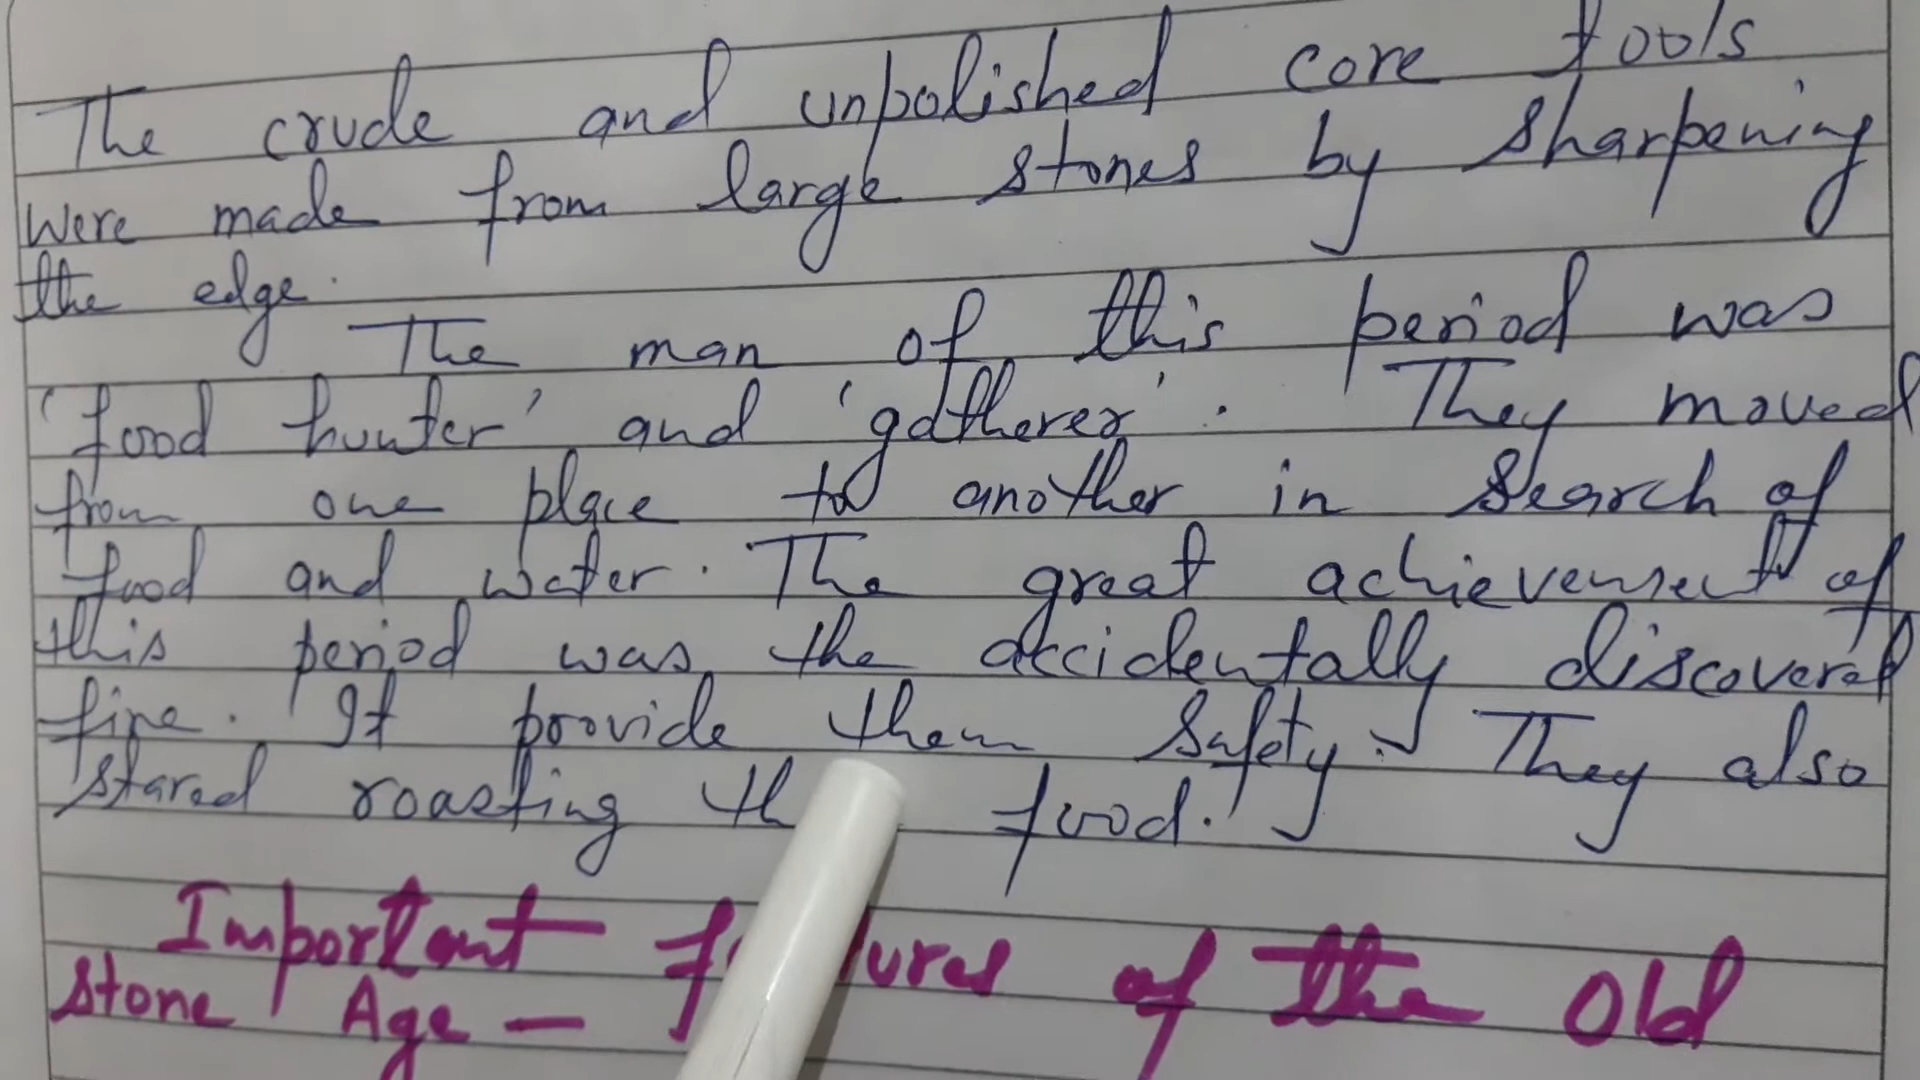 The crude and unpolished core tools
were made from large stones by sharpening
the edge.
The man of this period was
'food hunter' and 'gatherer'. They moved
from one place to another in search of
food and water. The great achievement of
this period was the accidentally discovered
fire. It provide them safety. They also
stared roasting food.
Important of the Old
Stone Age —